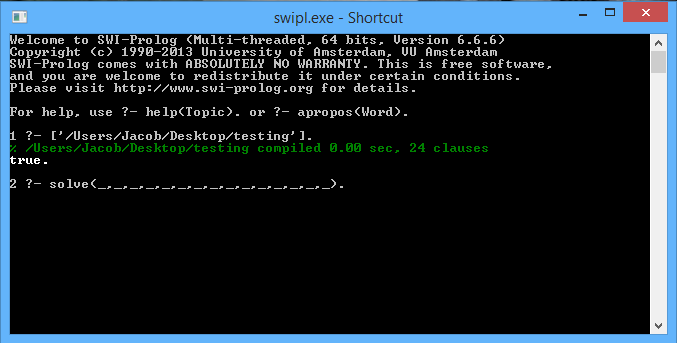 swipl.exe - Shortcut
Welcome to SWI-Prolog (Multi-threaded, 64 bits, Version 6.6.6)
Copyright (c) 1990-2013 University of Amsterdam, VU Amsterdam
SWI-Prolog comes with ABSOLUTELY NO WARRANTY. This is free software,
and you are welcome to redistribute it under certain conditions.
Please visit http://www.swi-prolog.org for details.
For help, use ?- help(Topic). or ?- apropos(Word).
1 ?- ['/Users/Jacob/Desktop/testing'].
% /Users/Jacob/Desktop/testing compiled 0.00 sec, 24 clauses
true.
2 ?- solve(_,_,_,_,_,_,_,_,_,_,_,_,_,_,_).